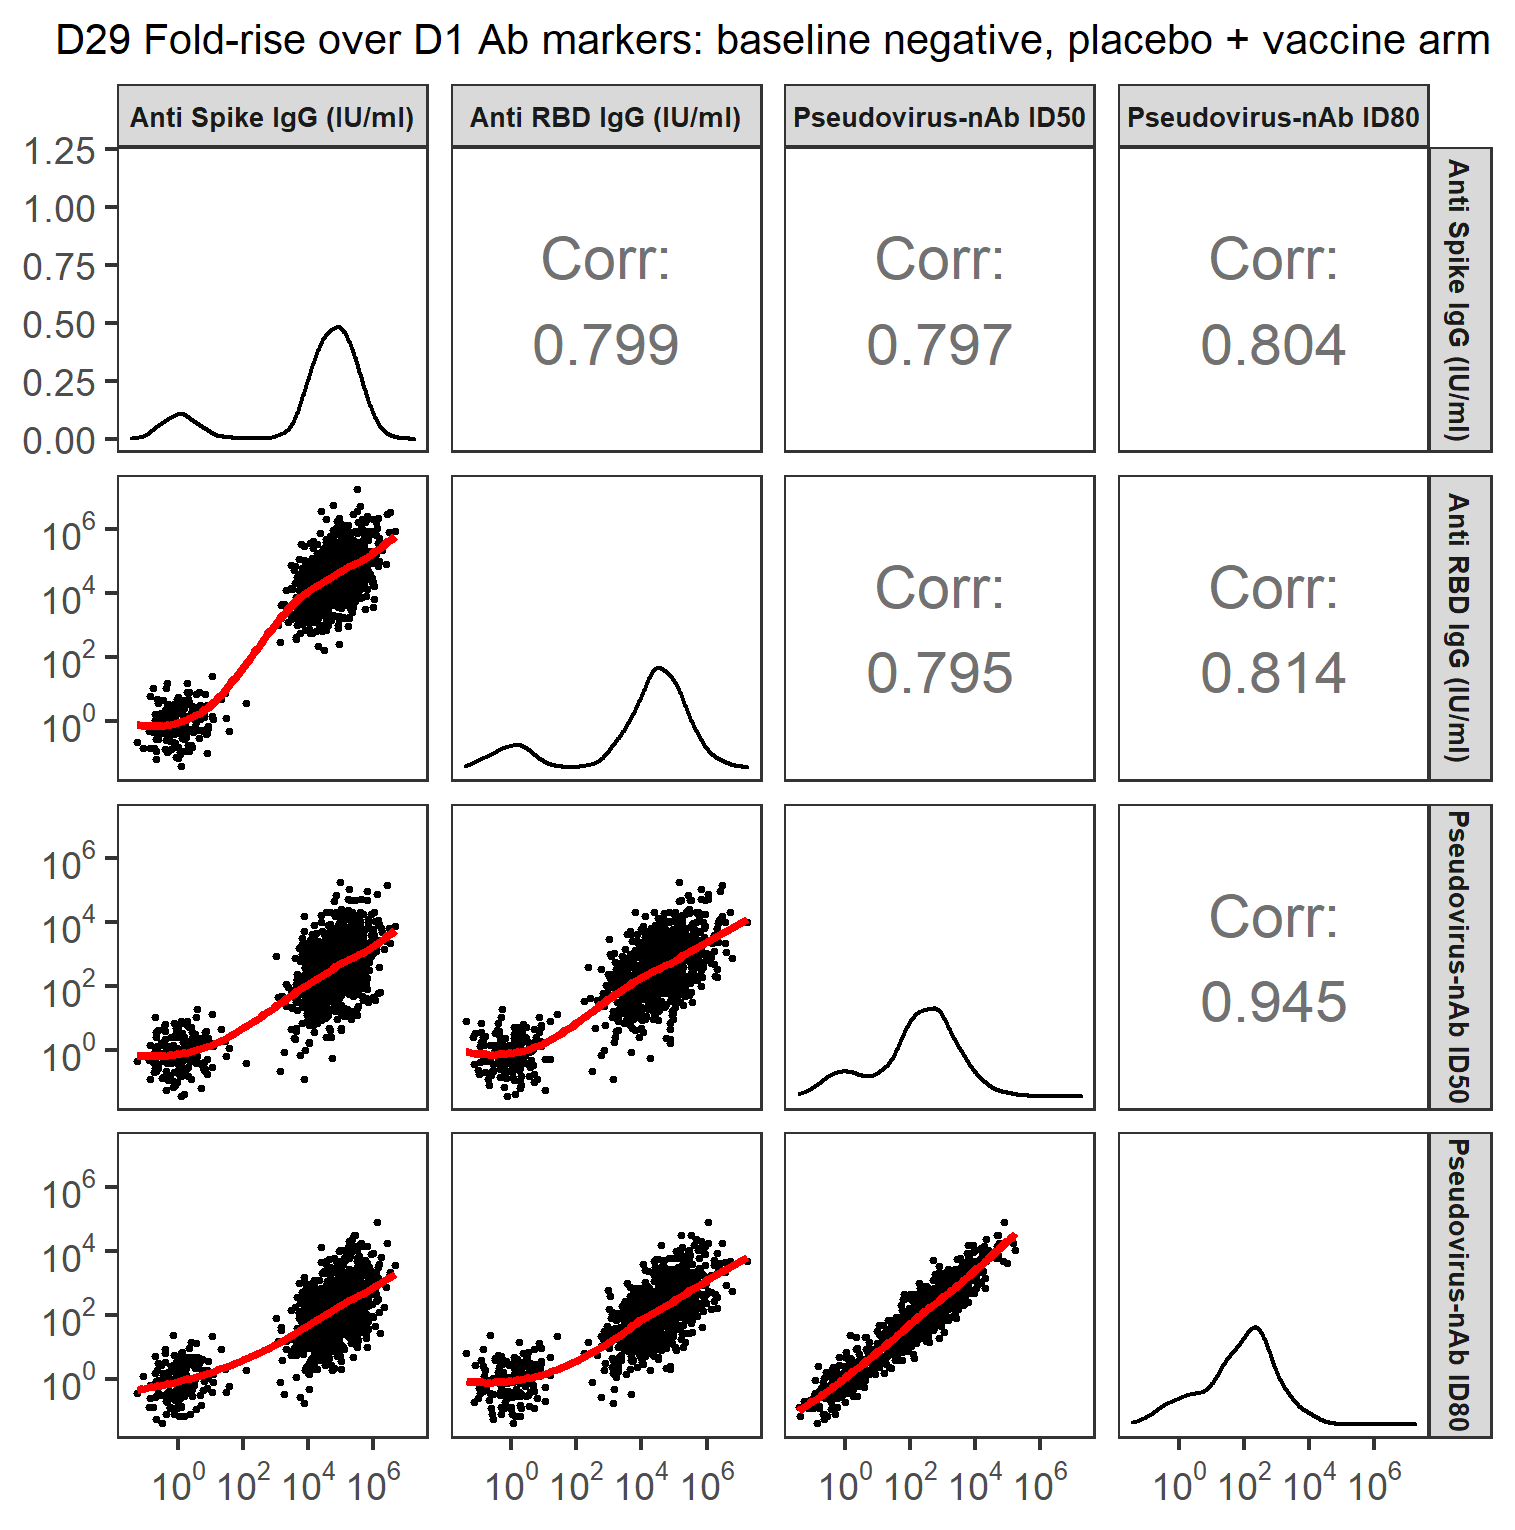 D29 Fold-rise over D1 Ab markers: baseline negative, placebo + vaccine arm
Anti Spike IgG (IU/ml)
Anti RBD IgG (IU/ml)
Pseudovirus-nAb ID50
Pseudovirus-nAb ID80
1.25
1.00
0.75
0.50
0.25
0.00
Corr:
0.799
Corr:
0.797
Corr:
0.804
Anti Spike IgG (IU/ml)
10⁶
10⁴
10²
10⁰
Corr:
0.795
Corr:
0.814
Anti RBD IgG (IU/ml)
10⁶
10⁴
10²
10⁰
Corr:
0.945
Pseudovirus-nAb ID50
10⁶
10⁴
10²
10⁰
Pseudovirus-nAb ID80
10⁰ 10² 10⁴ 10⁶
10⁰ 10² 10⁴ 10⁶
10⁰ 10² 10⁴ 10⁶
10⁰ 10² 10⁴ 10⁶